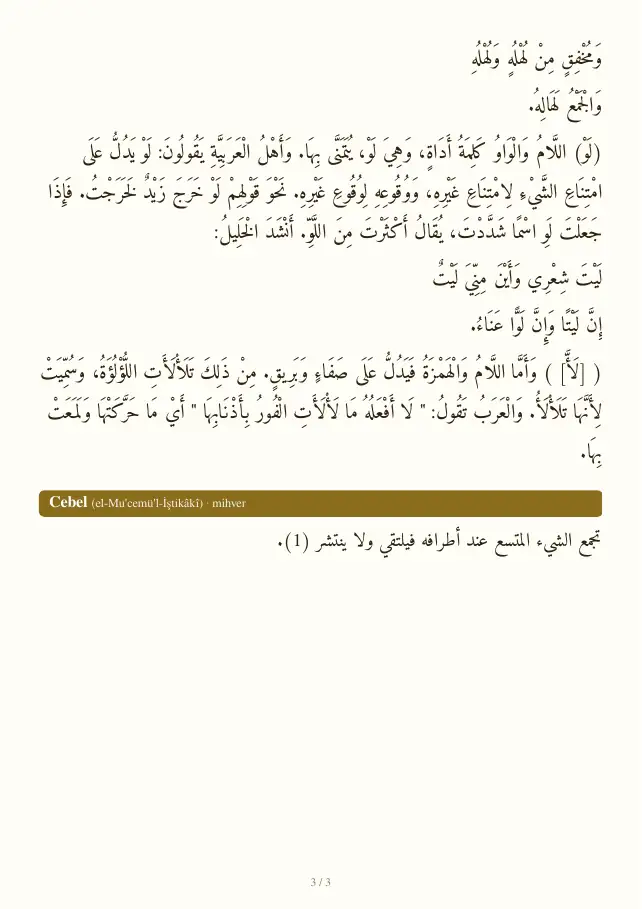 وَمُخْفِقٍ مِنْ لُهْلُهٍ وَلُهْلُهِ
وَالْجَمْعُ لَهَالِهُ.
(لَوْ) اللَّامُ وَالْوَاوُ كَلِمَةُ أَدَاةٍ، وَهِيَ لَوْ، يُتَمَنَّى بِهَا. وَأَهْلُ الْعَرَبِيَّةِ يَقُولُونَ: لَوْ يَدُلُّ عَلَى
امْتِنَاعِ الشَّيْءِ لِامْتِنَاعِ غَيْرِهِ، وَوُقُوعِهِ لِوُقُوعِ غَيْرِهِ. نَحْوَ قَوْلِهِمْ لَوْ خَرَجَ زَيْدٌ لَخَرَجْتُ. فَإِذَا
جَعَلْتَ لَوِ اسْمًا شَدَّدْتَ، يُقَالُ أَكْثَرْتَ مِنَ اللَّوِّ. أَنْشَدَ الْخَلِيلُ:
لَيْتَ شِعْرِي وَأَيْنَ مِنِّيَ لَيْتٌ
إِنَّ لَيْتًا وَإِنَّ لَوًّا عَنَاءُ.
( [لَأَّ] ) وَأَمَّا اللَّامُ وَالْهَمْزَةُ فَيَدُلُّ عَلَى صَفَاءٍ وَبَرِيقٍ. مِنْ ذَلِكَ تَلَأْلَأَتِ اللُّؤْلُؤَةُ، وَسُمِّيَتْ
لِأَنَّهَا تَلَأْلَأُ. وَالْعَرَبُ تَقُولُ: " لَا أَفْعَلُهُ مَا لَأْلَأَتِ الْفُورُ بِأَذْنَابِهَا " أَيْ مَا حَرَّكَتْهَا وَلَمَعَتْ
بِهَا.
Cebel (el-Mu'cemü'l-İştikâkî) · mihver
تجمع الشيء المتسع عند أطرافه فيلتقي ولا ينتشر (1).
3 / 3